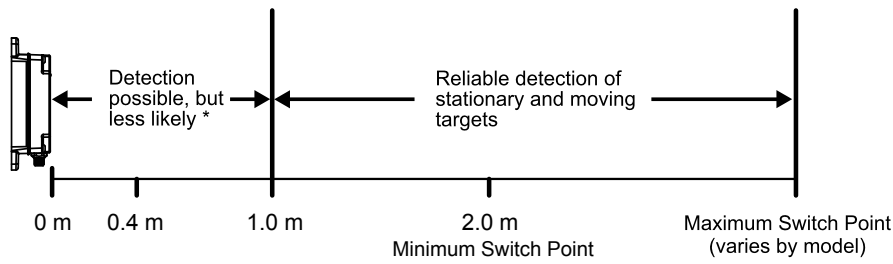 Detection
possible, but
less likely *
Reliable detection of
stationary and moving
targets
0 m
0.4 m
1.0 m
2.0 m
Minimum Switch Point
Maximum Switch Point
(varies by model)